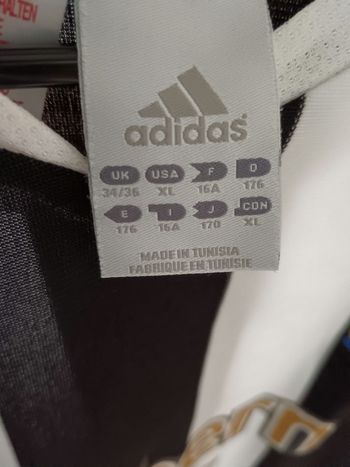 HALTEN
adidas
UK USA F D
34/36 XL 16A 176
E I J CDN
176 16A 170 XL
MADE IN TUNISIA
FABRIQUE EN TUNISIE